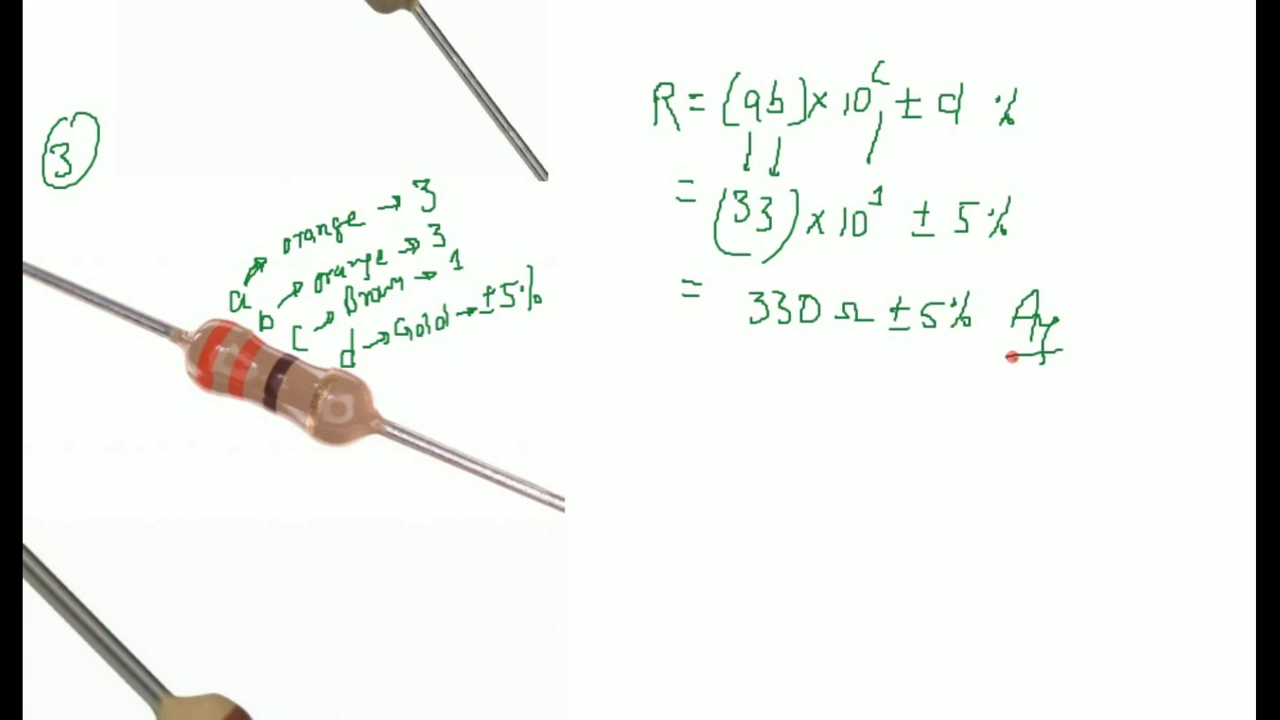 3
a → orange → 3
b → orange → 3
c → Brown → 1
d → Gold → ±5%
R = (ab) × 10^c ± d %
= (33) × 10^1 ± 5%
= 330 Ω ± 5%